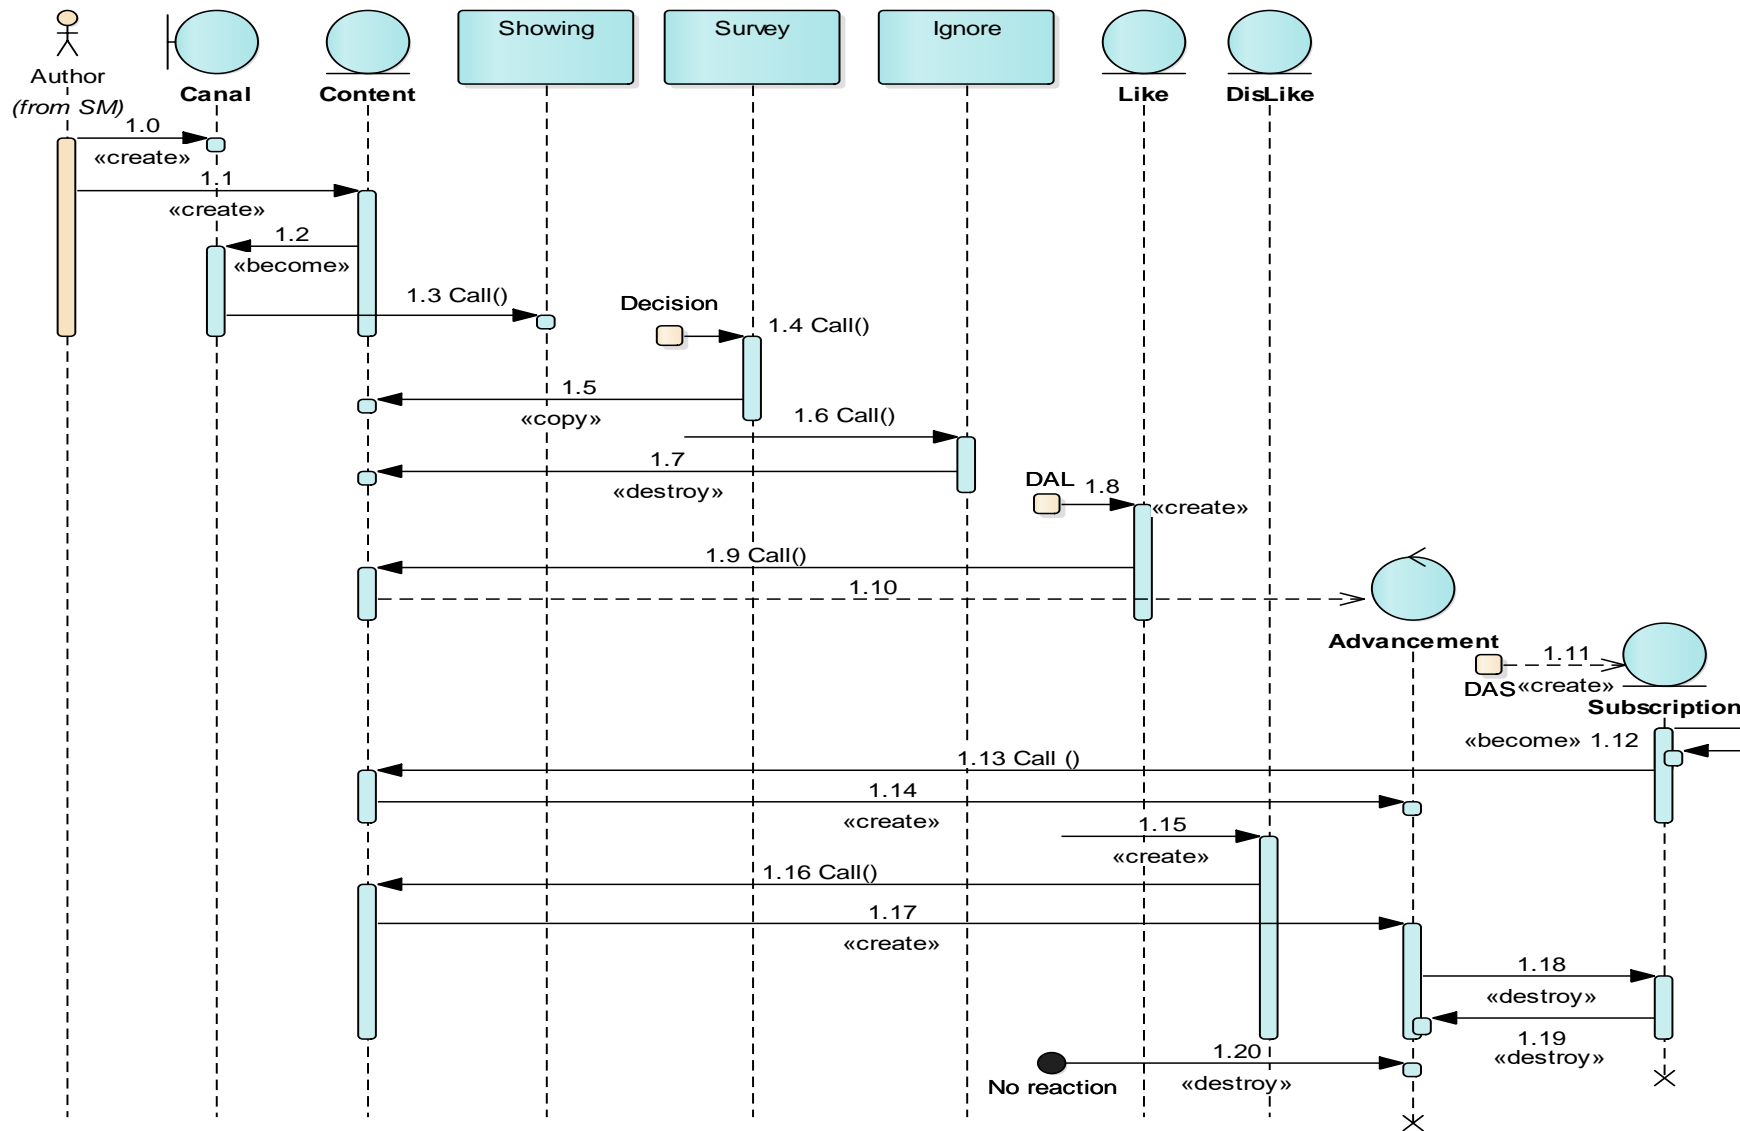 Showing
Survey
Ignore
Author
(from SM)
Canal
Content
Like
DisLike
1.0
«create»
1.1
«create»
1.2
«become»
1.3 Call()
Decision
1.4 Call()
1.5
«copy»
1.6 Call()
1.7
«destroy»
DAL
1.8
«create»
1.9 Call()
1.10
Advancement
1.11
DAS
«create»
Subscription
«become» 1.12
1.13 Call ()
1.14
«create»
1.15
«create»
1.16 Call()
1.17
«create»
1.18
«destroy»
1.19
«destroy»
1.20
No reaction
«destroy»